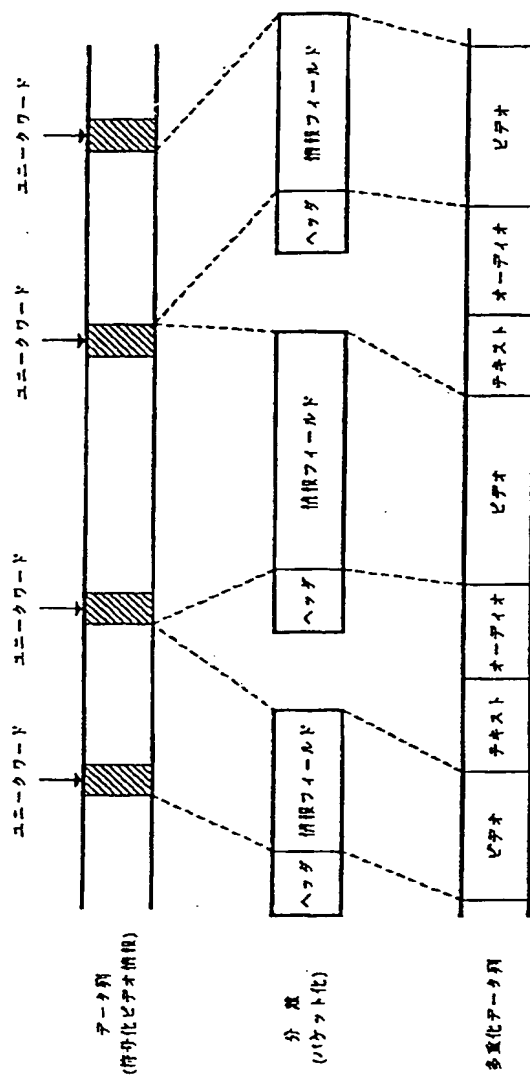 ユニークワード
ユニークワード
ユニークワード
ユニークワード
データ列
(符号化ビデオ情報)
ヘッダ
情報フィールド
ヘッダ
情報フィールド
ヘッダ
情報フィールド
分離
(パケット化)
ビデオ
テキスト
オーディオ
ビデオ
テキスト
オーディオ
ビデオ
多重化データ列